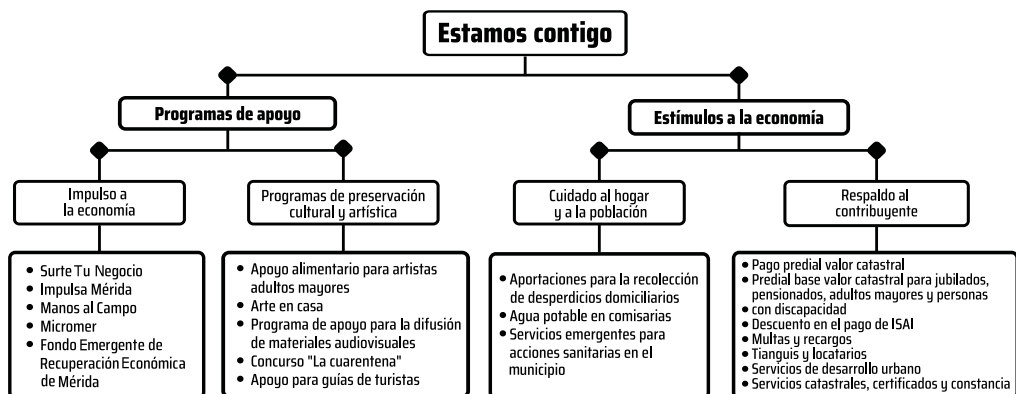 Estamos contigo
Programas de apoyo
Estímulos a la economía
Impulso a
la economía
Programas de preservación
cultural y artística
Cuidado al hogar
y a la población
Respaldo al
contribuyente
• Surte Tu Negocio
• Impulsa Mérida
• Manos al Campo
• Micromer
• Fondo Emergente de
Recuperación Económica
de Mérida
• Apoyo alimentario para artistas
adultos mayores
• Arte en casa
• Programa de apoyo para la difusión
de materiales audiovisuales
• Concurso "La cuarentena"
• Apoyo para guías de turistas
• Aportaciones para la recolección
de desperdicios domiciliarios
• Agua potable en comisarias
• Servicios emergentes para
acciones sanitarias en el
municipio
• Pago predial valor catastral
• Predial base valor catastral para jubilados,
pensionados, adultos mayores y personas
• con discapacidad
• Descuento en el pago de ISAI
• Multas y recargos
• Tianguis y locatarios
• Servicios de desarrollo urbano
• Servicios catastrales, certificados y constancia